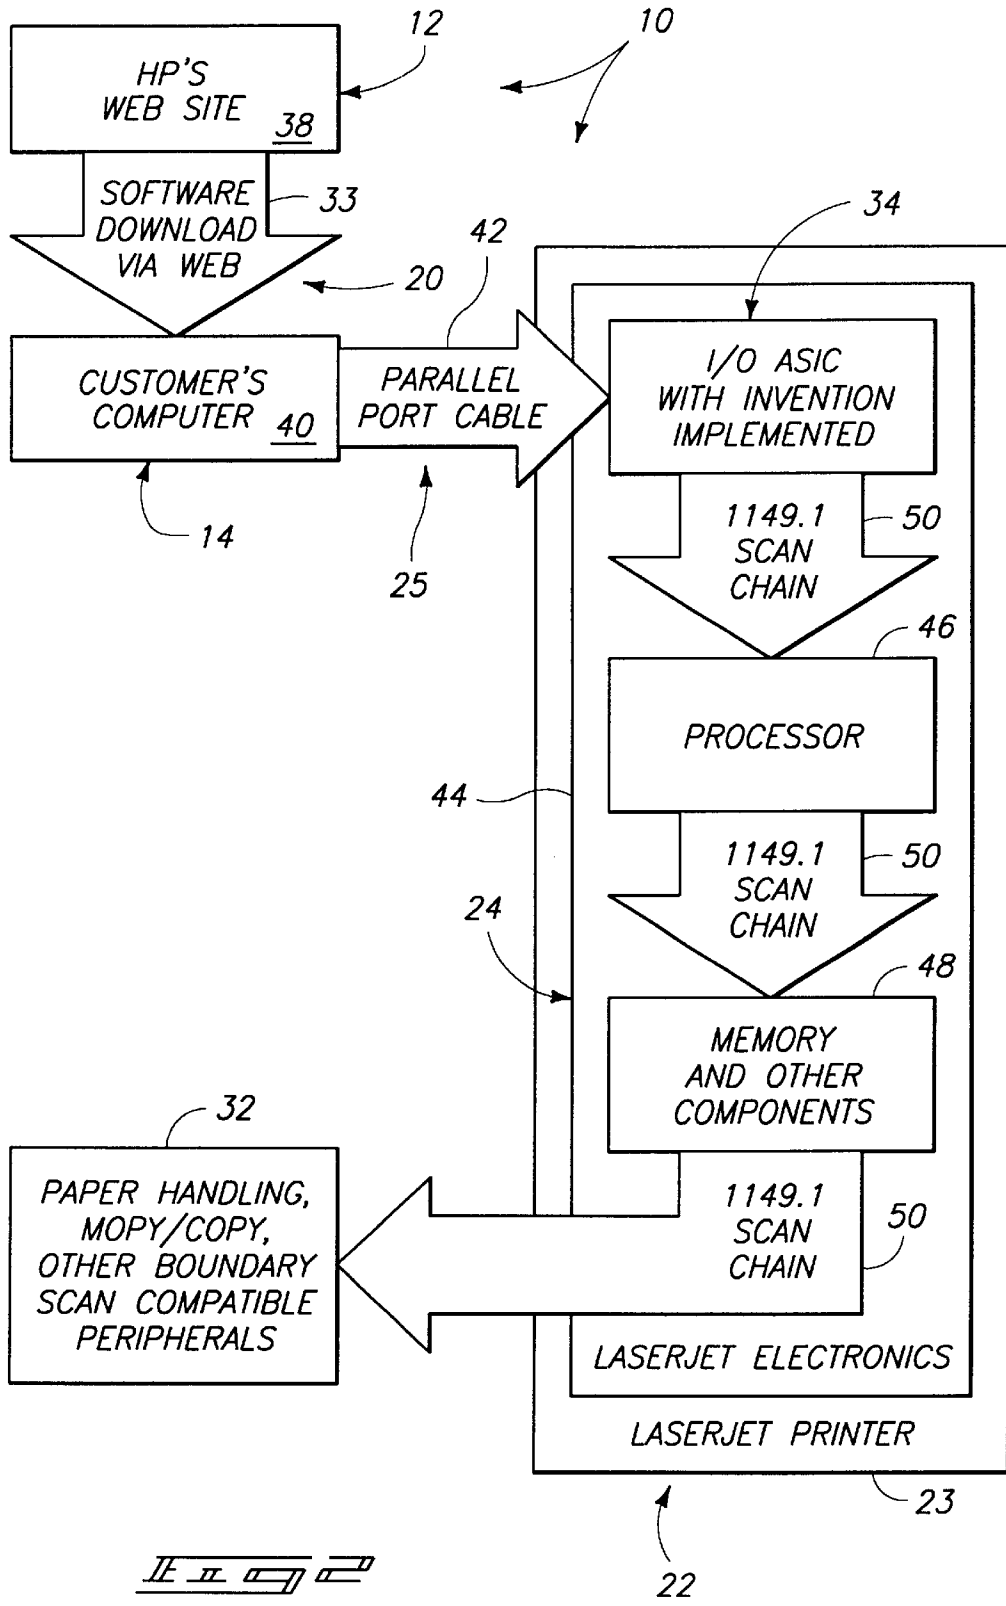 12
10
HP'S
WEB SITE
38
SOFTWARE
DOWNLOAD
VIA WEB
33
20
42
34
CUSTOMER'S
COMPUTER
40
14
PARALLEL
PORT CABLE
25
I/O ASIC
WITH INVENTION
IMPLEMENTED
1149.1
SCAN
CHAIN
50
46
PROCESSOR
44
1149.1
SCAN
CHAIN
50
24
48
MEMORY
AND OTHER
COMPONENTS
32
PAPER HANDLING,
MOPY/COPY,
OTHER BOUNDARY
SCAN COMPATIBLE
PERIPHERALS
1149.1
SCAN
CHAIN
50
LASERJET ELECTRONICS
LASERJET PRINTER
23
22
Fig 2